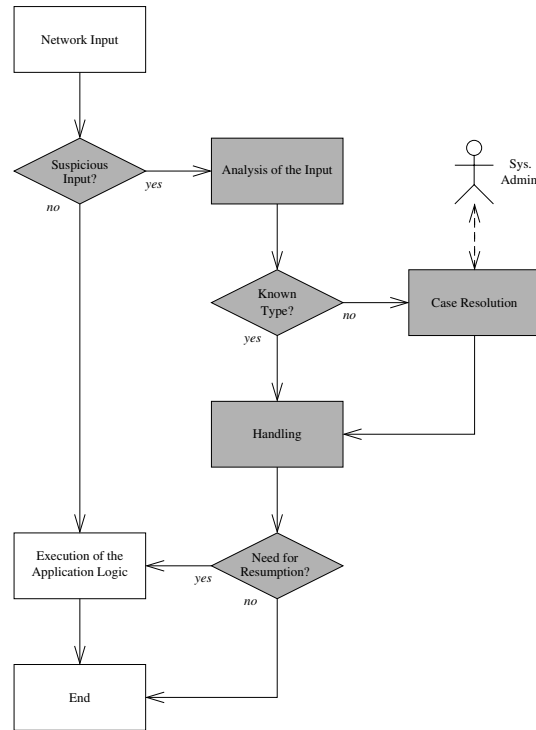 Network Input
Suspicious
Input?
yes
no
Analysis of the Input
Sys.
Admin
Known
Type?
no
yes
Case Resolution
Handling
Execution of the
Application Logic
Need for
Resumption?
yes
no
End